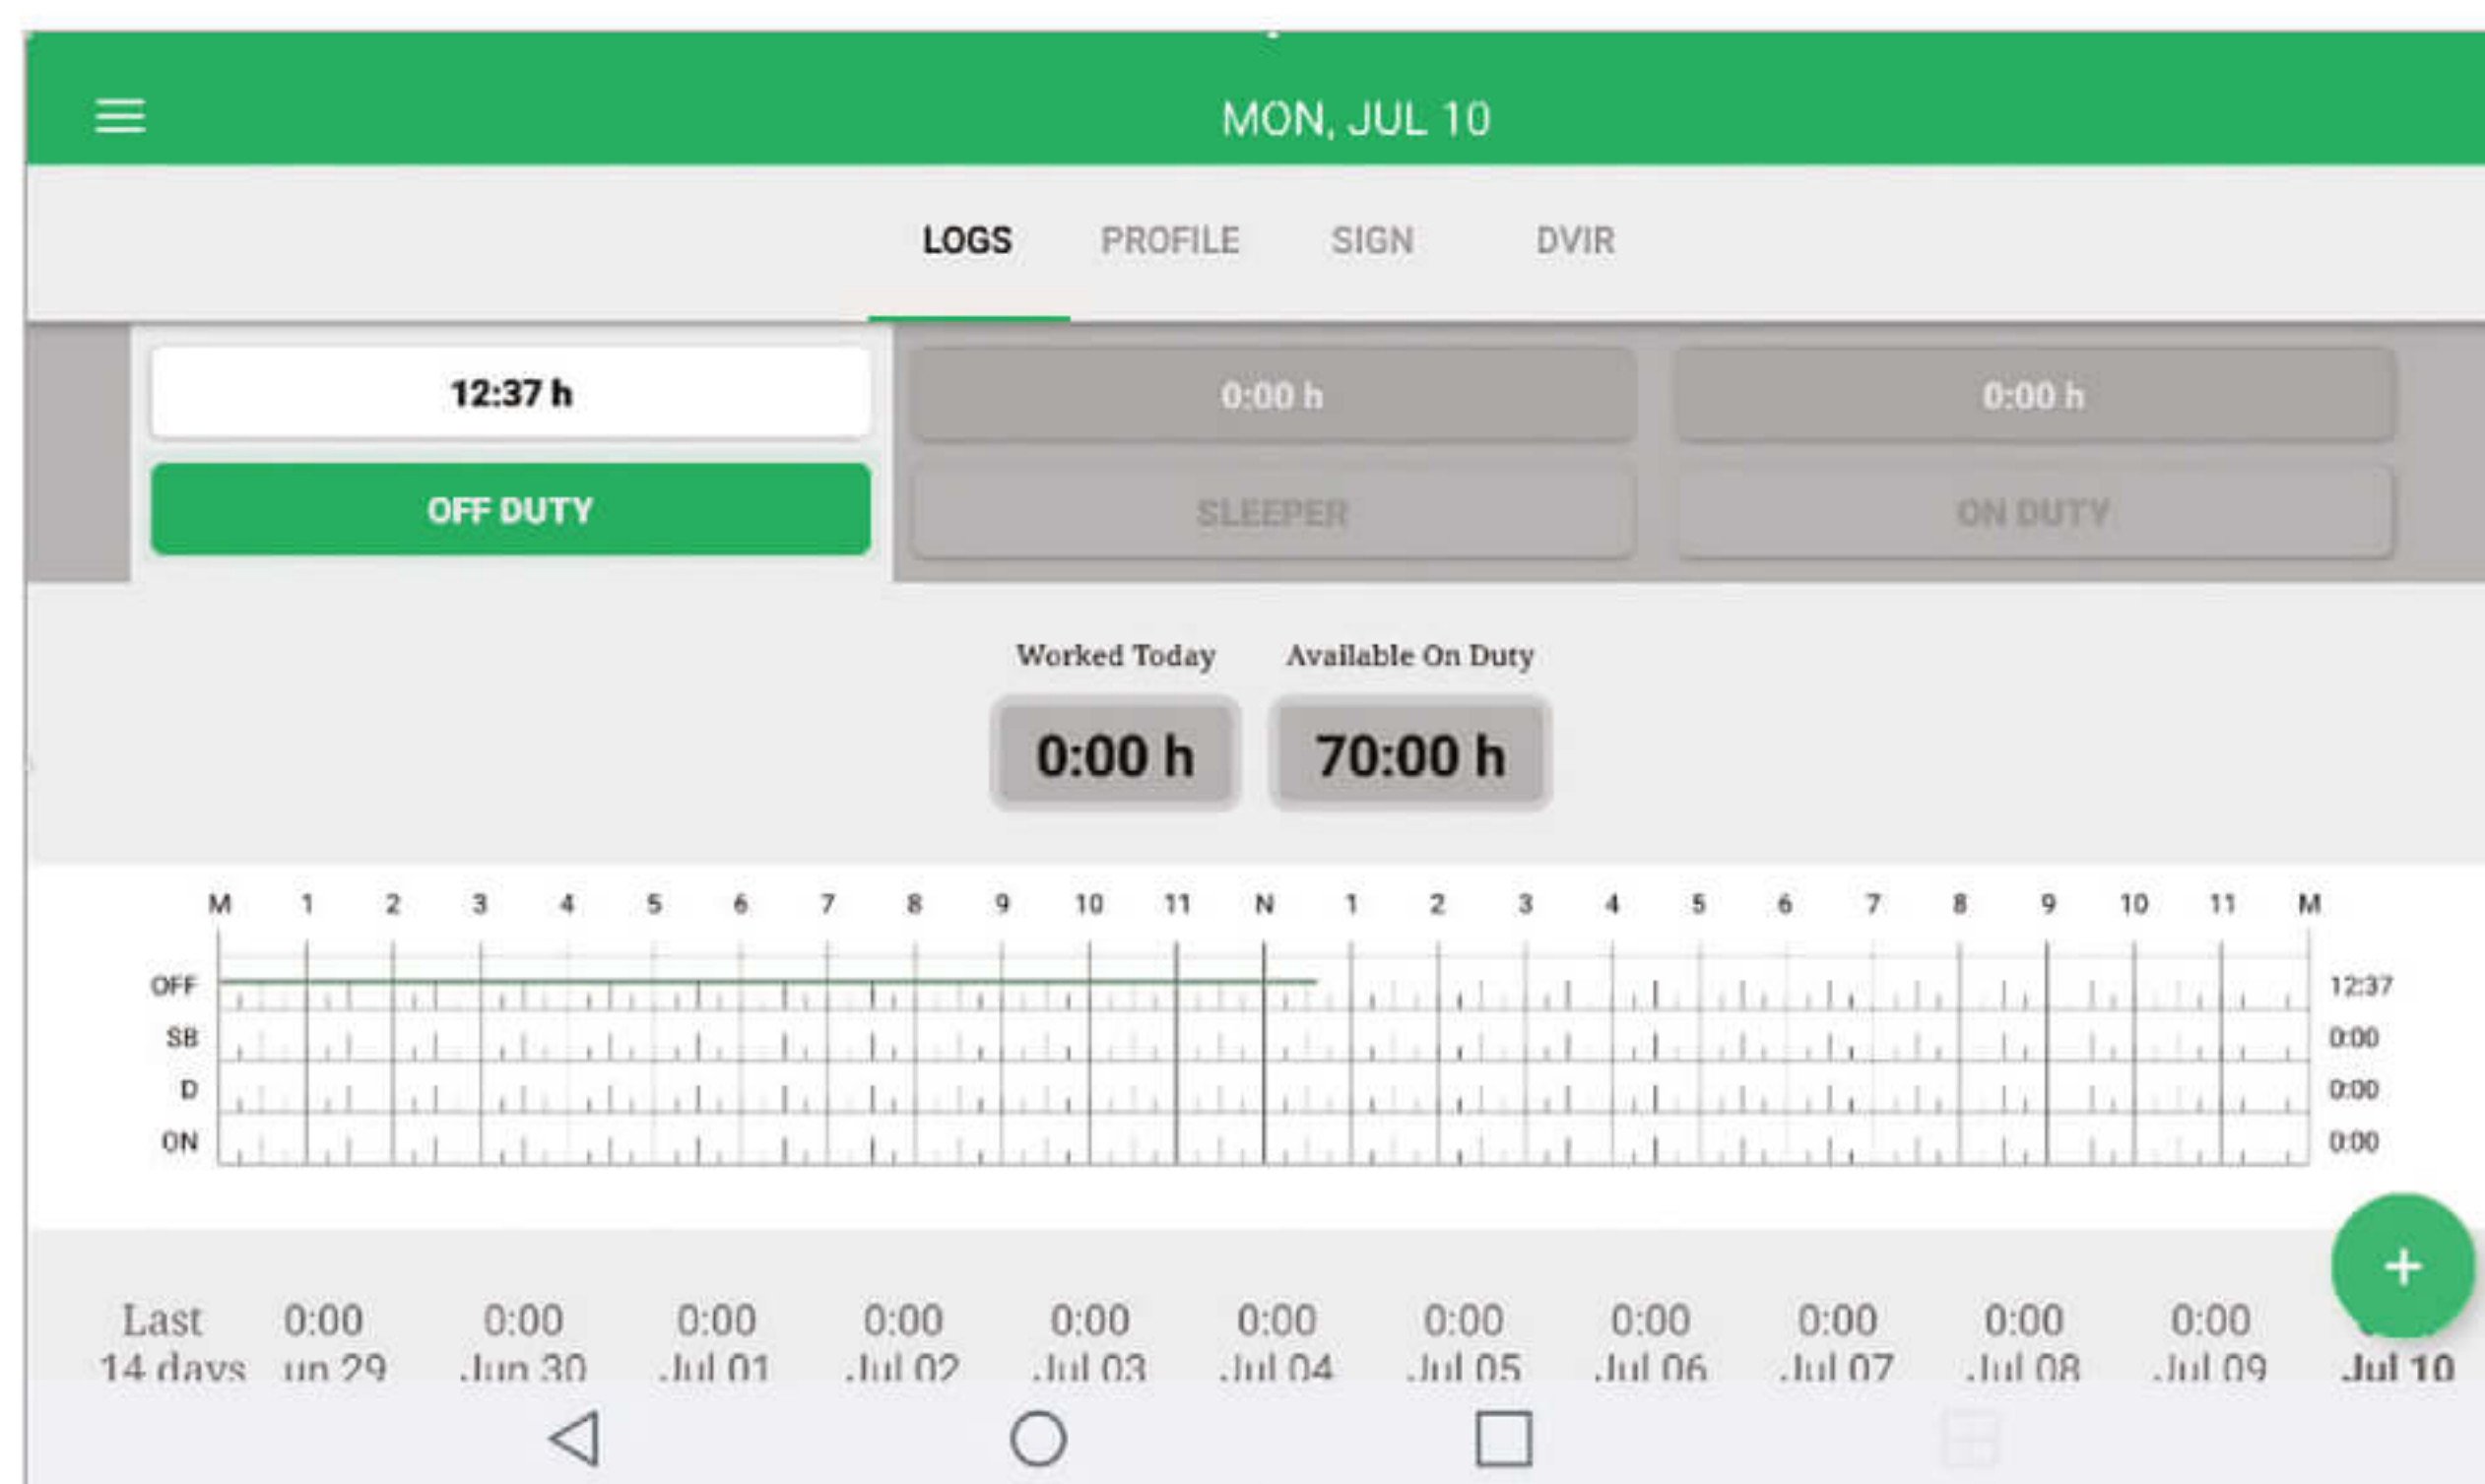 MON, JUL 10
LOGS PROFILE SIGN DVIR
12:37 h 0:00 h 0:00 h
OFF DUTY SLEEPER ON DUTY
Worked Today Available On Duty
0:00 h 70:00 h
M 1 2 3 4 5 6 7 8 9 10 11 N 1 2 3 4 5 6 7 8 9 10 11 M
OFF 12:37
SB 0:00
D 0:00
ON 0:00
+
Last 0:00 0:00 0:00 0:00 0:00 0:00 0:00 0:00 0:00 0:00 0:00
14 days un 29 Jun 30 Jul 01 Jul 02 Jul 03 Jul 04 Jul 05 Jul 06 Jul 07 Jul 08 Jul 09 Jul 10